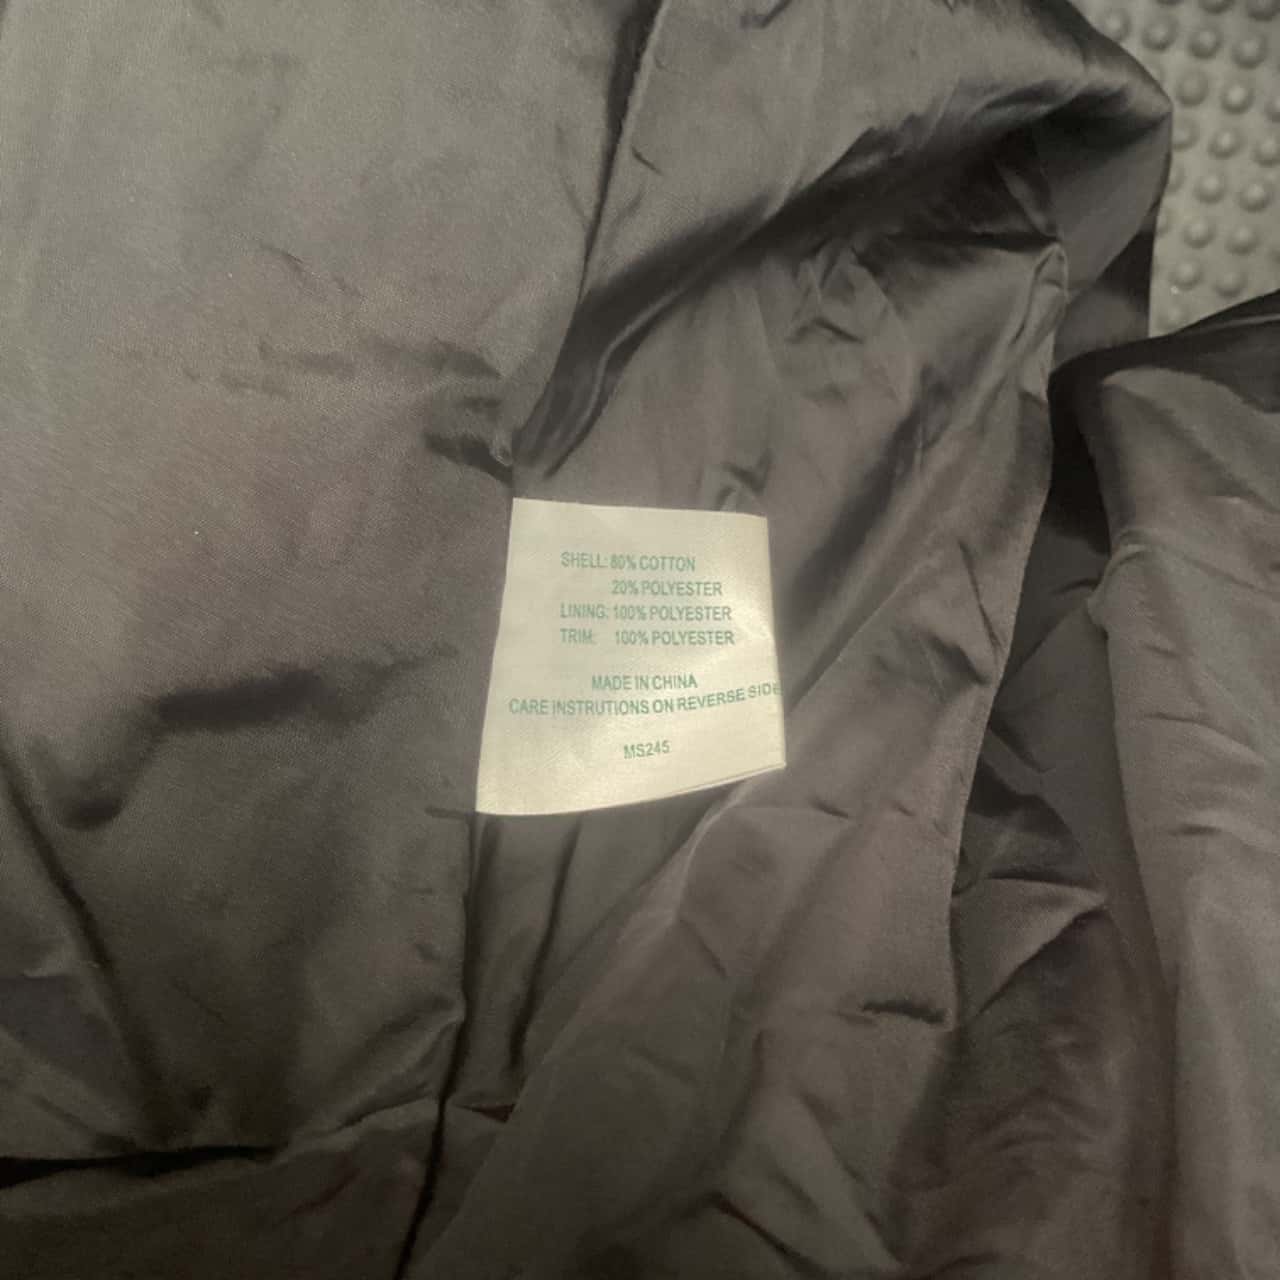 SHELL: 80% COTTON
20% POLYESTER
LINING: 100% POLYESTER
TRIM: 100% POLYESTER
MADE IN CHINA
CARE INSTRUTIONS ON REVERSE SIDE
MS245